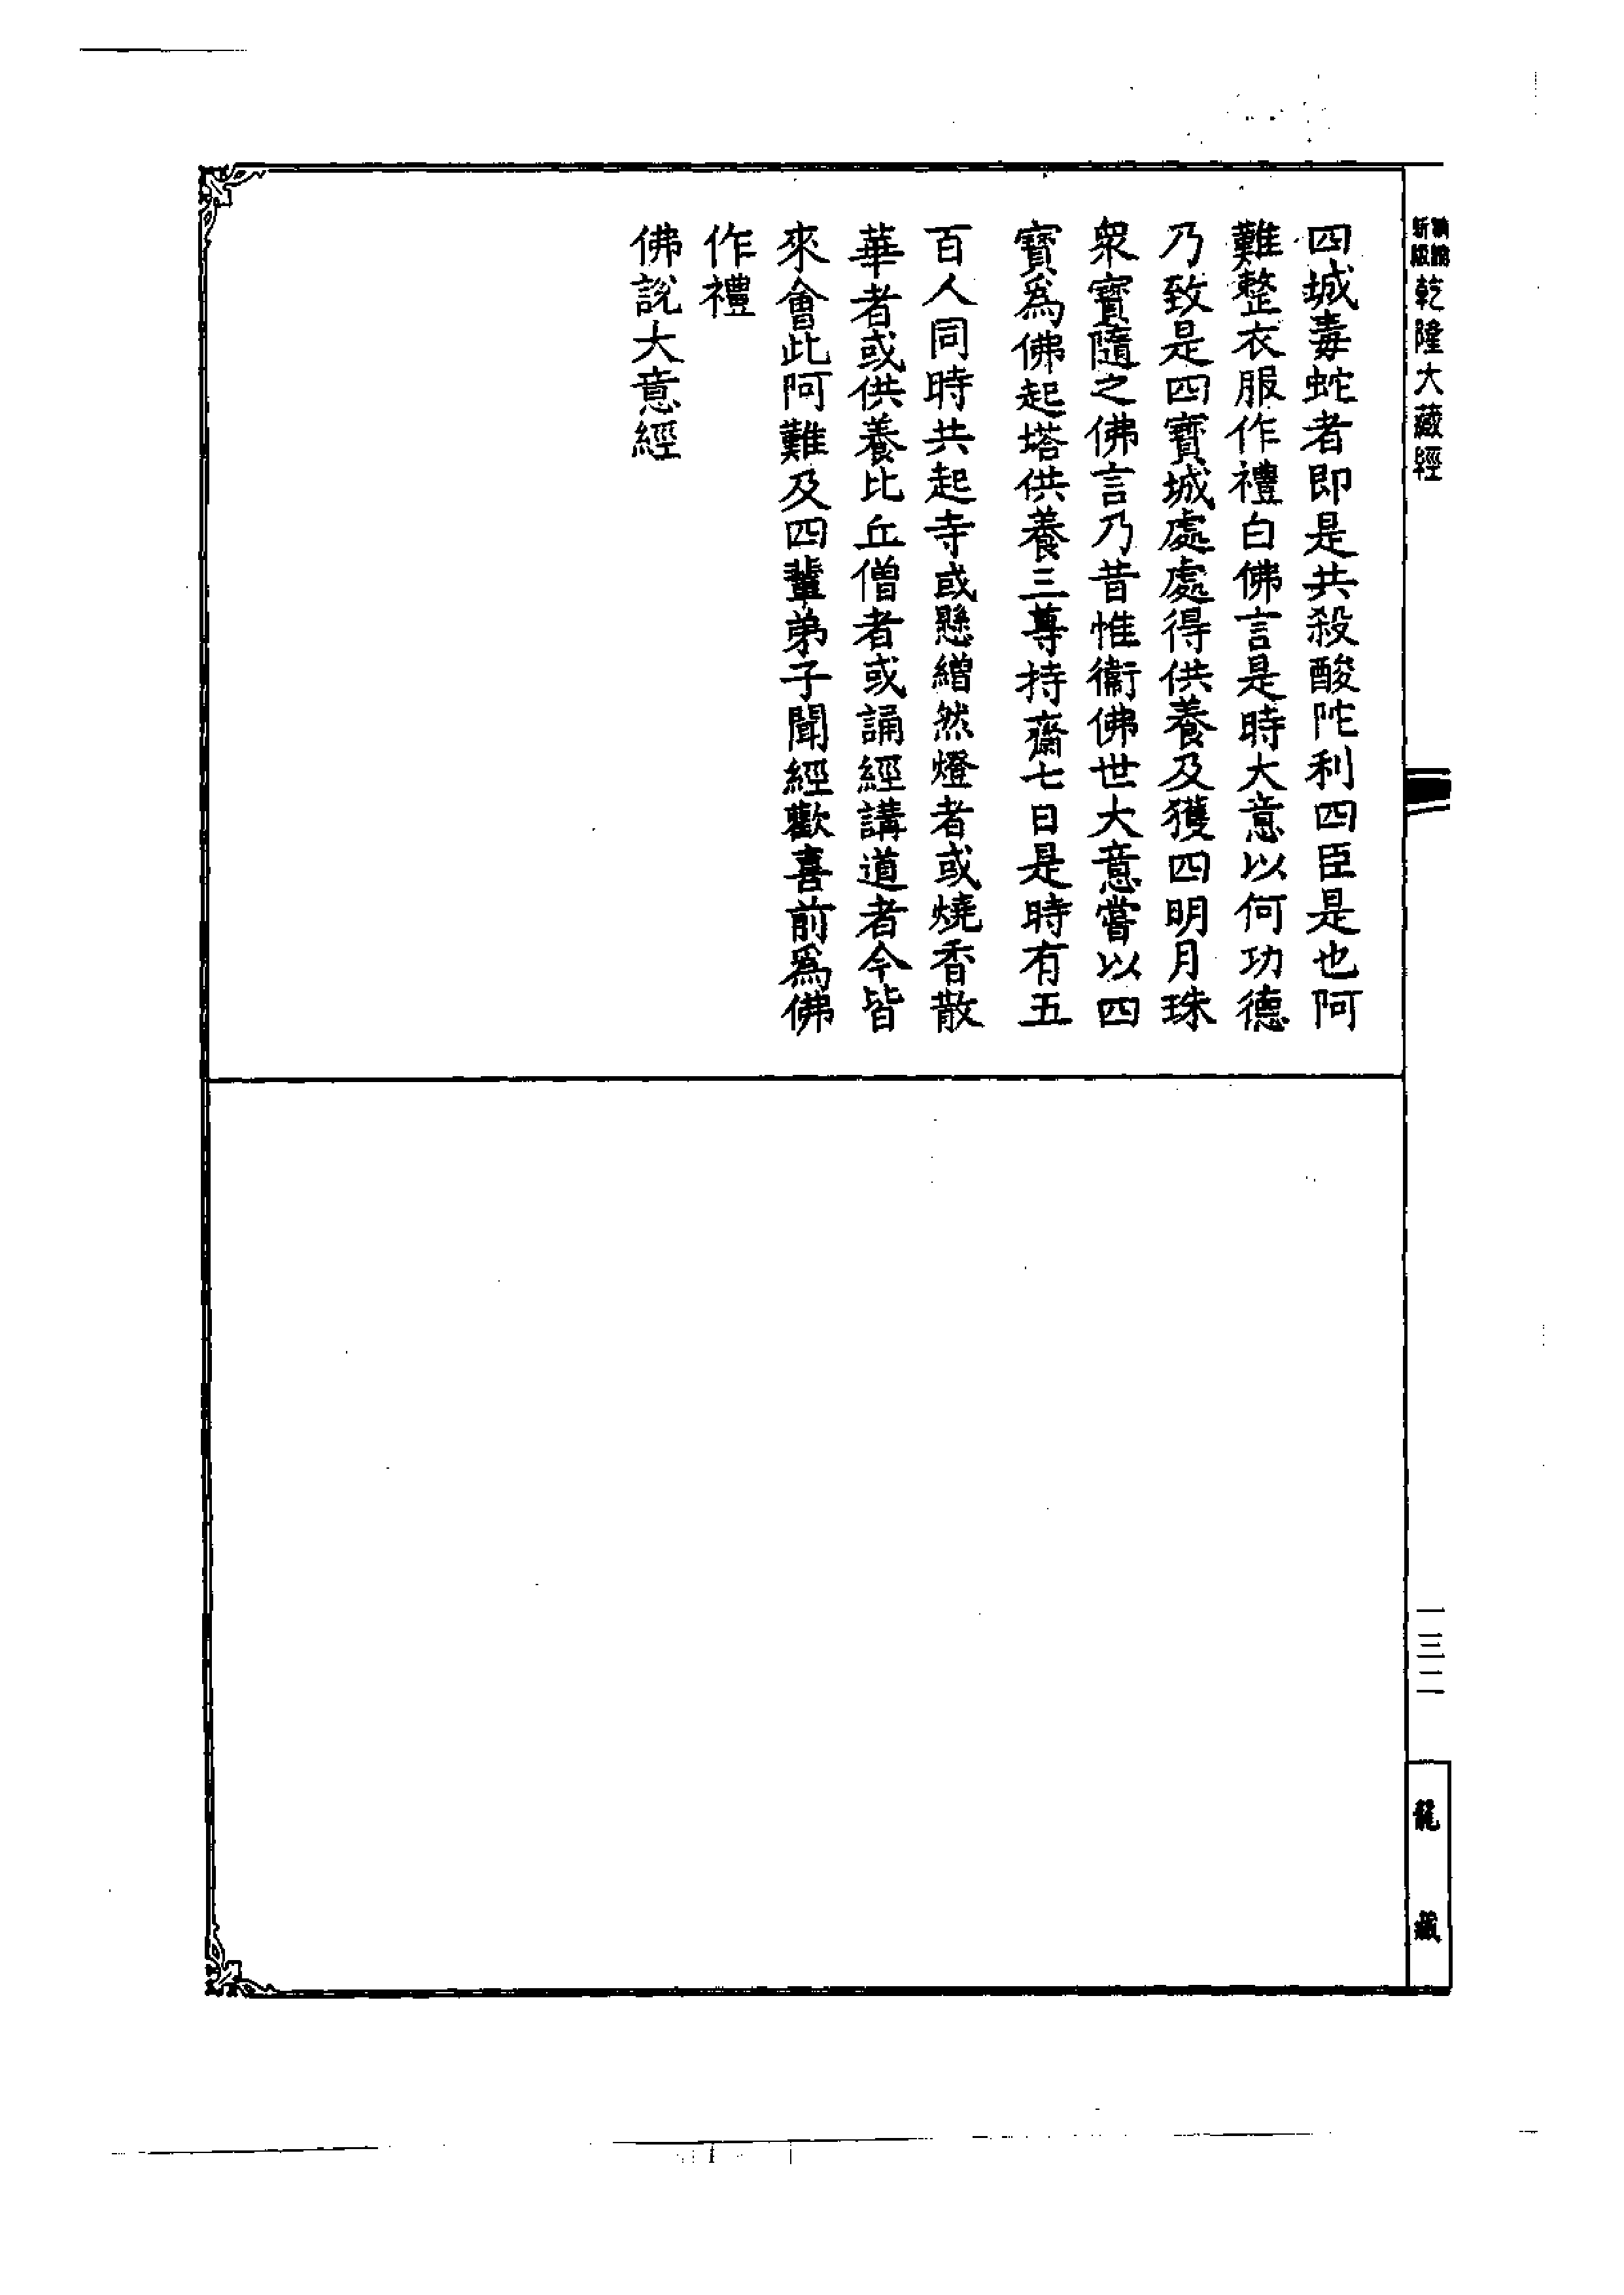 新版
乾隆大藏經
四城毒蛇者即是共殺酸陀利四臣是也阿
難整衣服作禮白佛言是時大意以何功德
乃致是四寶城處處得供養及獲四明月珠
衆寶隨之佛言乃昔惟衞佛世大意嘗以四
寶爲佛起塔供養三尊持齋七日是時有五
百人同時共起寺或懸繒然燈者或燒香散
華者或供養比丘僧者或誦經講道者今皆
來會此阿難及四輩弟子聞經歡喜前爲佛
作禮
佛說大意經
一三二
龍藏